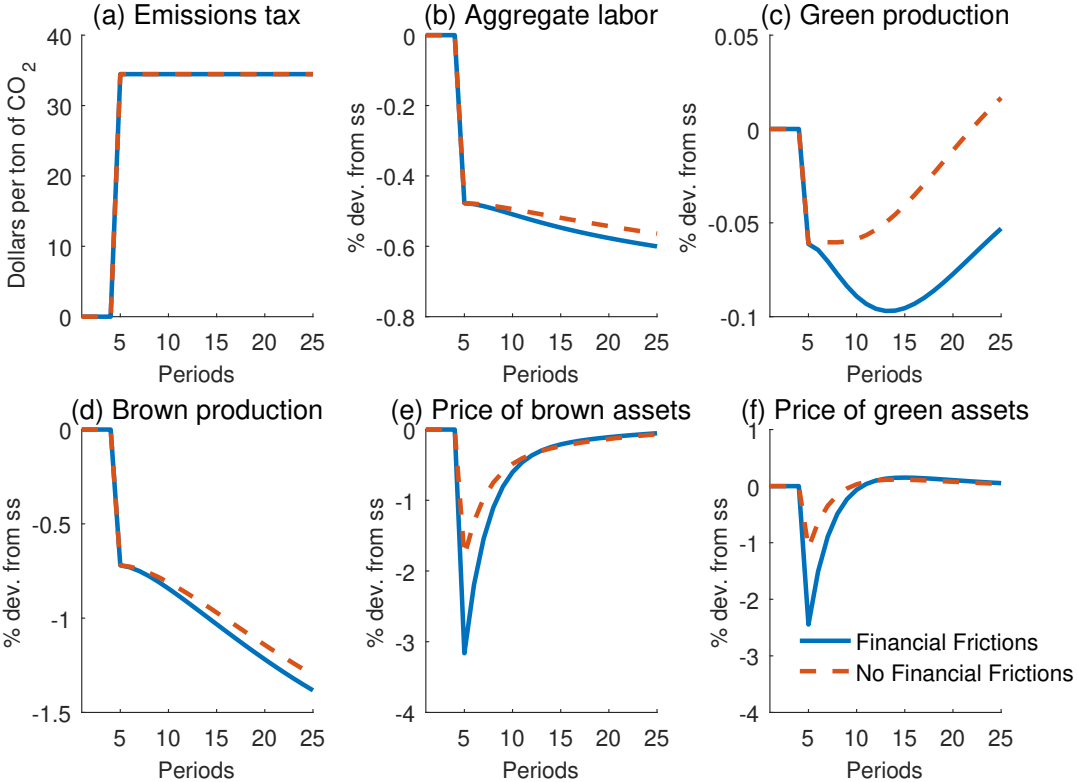 (a) Emissions tax
Dollars per ton of CO2
40
30
20
10
0
5 10 15 20 25
Periods
(b) Aggregate labor
% dev. from ss
0
-0.2
-0.4
-0.6
-0.8
5 10 15 20 25
Periods
(c) Green production
% dev. from ss
0.05
0
-0.05
-0.1
5 10 15 20 25
Periods
(d) Brown production
% dev. from ss
0
-0.5
-1
-1.5
5 10 15 20 25
Periods
(e) Price of brown assets
% dev. from ss
0
-1
-2
-3
-4
5 10 15 20 25
Periods
(f) Price of green assets
% dev. from ss
1
0
-1
-2
-3
-4
Financial Frictions
No Financial Frictions
5 10 15 20 25
Periods